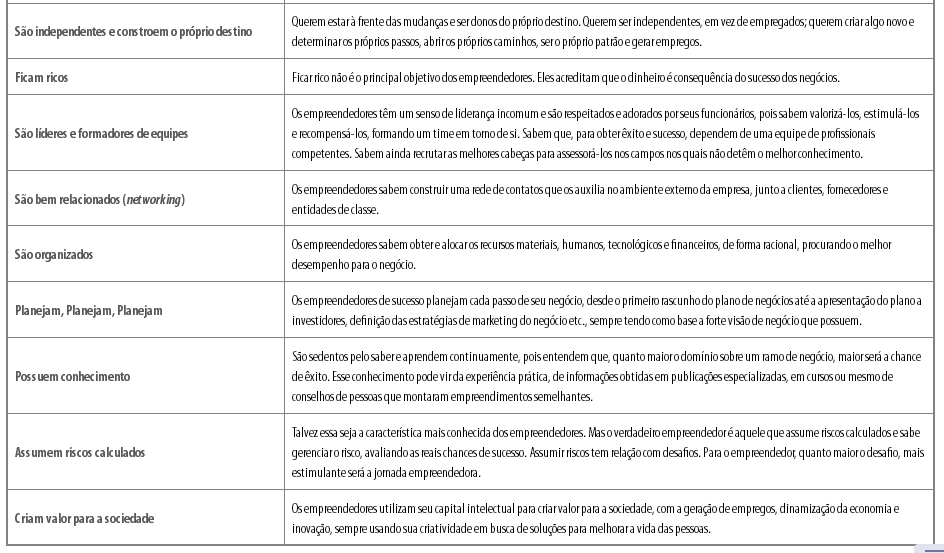 São independentes e constroem o próprio destino
Querem estar à frente das mudanças e ser donos do próprio destino. Querem ser independentes, em vez de empregados; querem criar algo novo e
determinar os próprios passos, abrir os próprios caminhos, ser o próprio patrão e gerar empregos.
Ficam ricos
Ficar rico não é o principal objetivo dos empreendedores. Eles acreditam que o dinheiro é consequência do sucesso dos negócios.
São líderes e formadores de equipes
Os empreendedores têm um senso de liderança incomum e são respeitados e adorados por seus funcionários, pois sabem valorizá-los, estimulá-los
e recompensá-los, formando um time em torno de si. Sabem que, para obter êxito e sucesso, dependem de uma equipe de profissionais
competentes. Sabem ainda recrutar as melhores cabeças para assessorá-los nos campos nos quais não detêm o melhor conhecimento.
São bem relacionados (networking)
Os empreendedores sabem construir uma rede de contatos que os auxilia no ambiente externo da empresa, junto a clientes, fornecedores e
entidades de classe.
São organizados
Os empreendedores sabem obter e alocar os recursos materiais, humanos, tecnológicos e financeiros, de forma racional, procurando o melhor
desempenho para o negócio.
Planejam, Planejam, Planejam
Os empreendedores de sucesso planejam cada passo de seu negócio, desde o primeiro rascunho do plano de negócios até a apresentação do plano a
investidores, definição das estratégias de marketing do negócio etc., sempre tendo como base a forte visão de negócio que possuem.
Possuem conhecimento
São sedentos pelo saber e aprendem continuamente, pois entendem que, quanto maior o domínio sobre um ramo de negócio, maior será a chance
de êxito. Esse conhecimento pode vir da experiência prática, de informações obtidas em publicações especializadas, em cursos ou mesmo de
conselhos de pessoas que montaram empreendimentos semelhantes.
Assumem riscos calculados
Talvez essa seja a característica mais conhecida dos empreendedores. Mas o verdadeiro empreendedor é aquele que assume riscos calculados e sabe
gerenciar o risco, avaliando as reais chances de sucesso. Assumir riscos tem relação com desafios. Para o empreendedor, quanto maior o desafio, mais
estimulante será a jornada empreendedora.
Criam valor para a sociedade
Os empreendedores utilizam seu capital intelectual para criar valor para a sociedade, com a geração de empregos, dinamização da economia e
inovação, sempre usando sua criatividade em busca de soluções para melhorar a vida das pessoas.